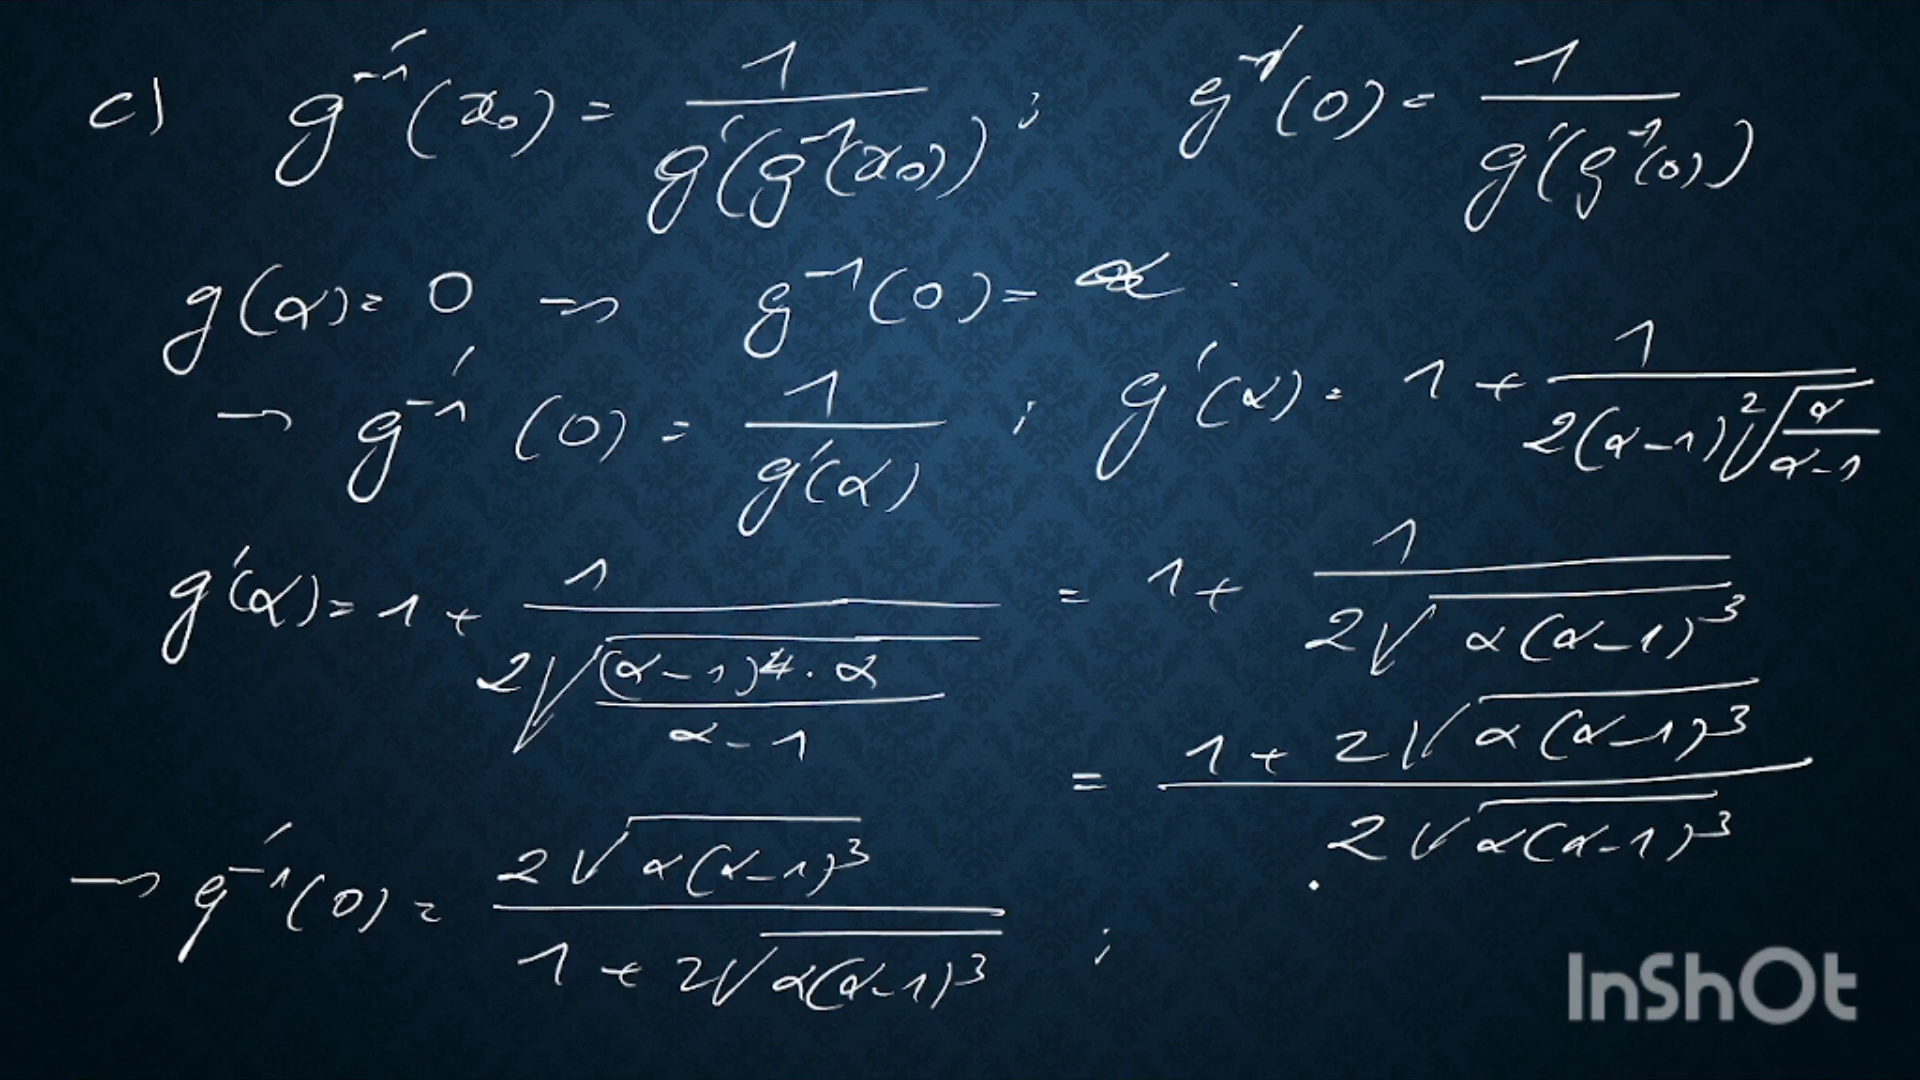 c) g⁻¹′(x₀) = 1/(g′(g⁻¹(x₀))) ; g⁻¹′(0) = 1/(g′(g⁻¹(0)))
g(α) = 0 → g⁻¹(0) = α .
→ g⁻¹′(0) = 1/(g′(α)) ; g′(α) = 1 + 1/(2(α-1)²√(α/(α-1)))
g′(α) = 1 + 1/(2√((α-1)⁴.α/(α-1))) = 1 + 1/(2√(α(α-1)³))
= (1 + 2√(α(α-1)³))/(2√(α(α-1)³))
→ g⁻¹′(0) = (2√(α(α-1)³))/(1 + 2√(α(α-1)³)) ;
InShOt